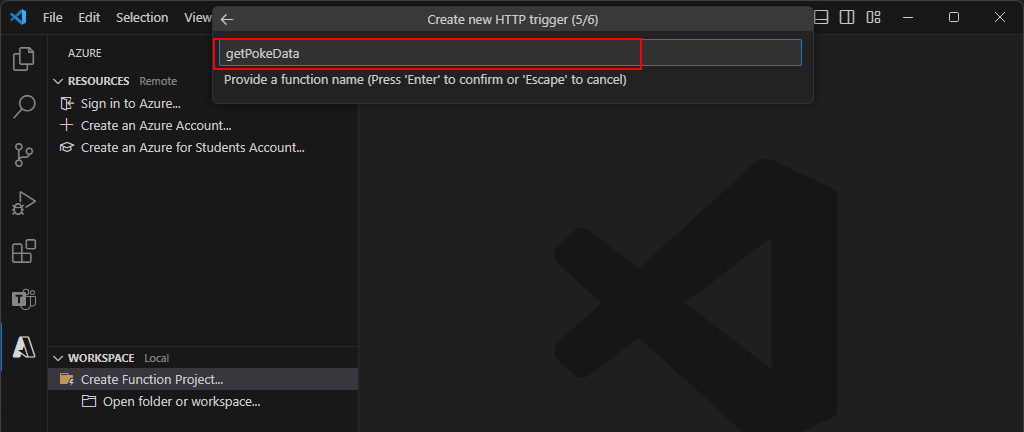 File Edit Selection View
Create new HTTP trigger (5/6)
getPokeData
Provide a function name (Press 'Enter' to confirm or 'Escape' to cancel)
AZURE
RESOURCES Remote
Sign in to Azure...
Create an Azure Account...
Create an Azure for Students Account...
WORKSPACE Local
Create Function Project...
Open folder or workspace...